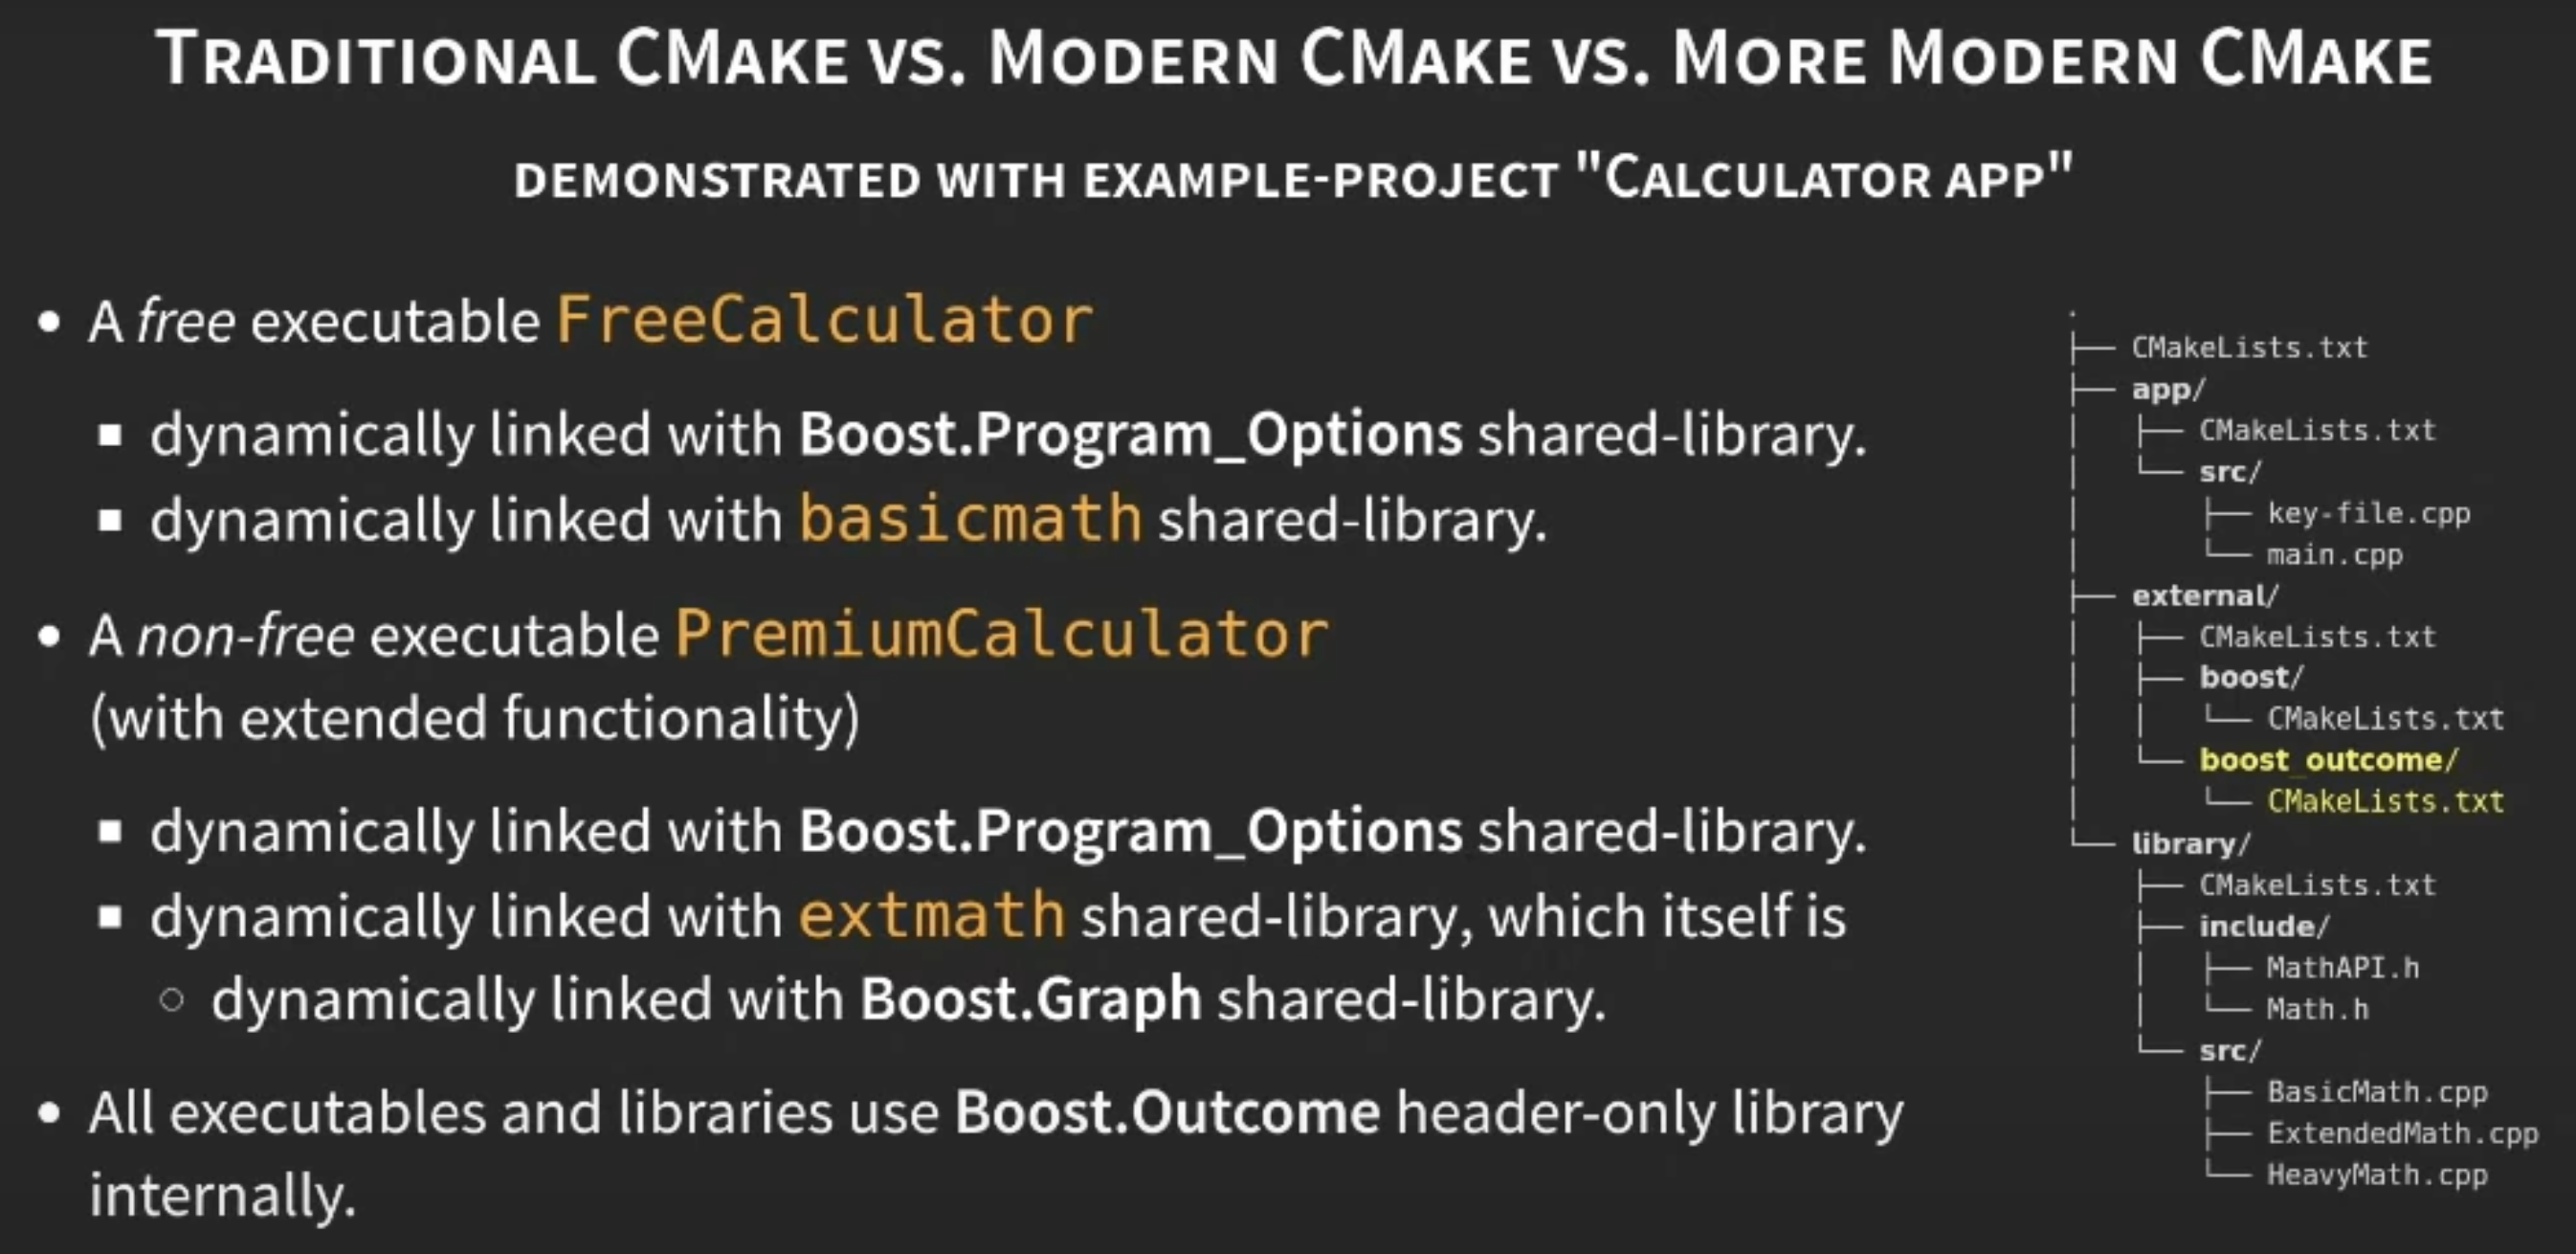 TRADITIONAL CMAKE VS. MODERN CMAKE VS. MORE MODERN CMAKE
DEMONSTRATED WITH EXAMPLE-PROJECT "CALCULATOR APP"
• A free executable FreeCalculator
▪ dynamically linked with Boost.Program_Options shared-library.
▪ dynamically linked with basicmath shared-library.
• A non-free executable PremiumCalculator
(with extended functionality)
▪ dynamically linked with Boost.Program_Options shared-library.
▪ dynamically linked with extmath shared-library, which itself is
○ dynamically linked with Boost.Graph shared-library.
• All executables and libraries use Boost.Outcome header-only library
internally.
.
├── CMakeLists.txt
├── app/
│   ├── CMakeLists.txt
│   └── src/
│       ├── key-file.cpp
│       └── main.cpp
├── external/
│   ├── CMakeLists.txt
│   ├── boost/
│   │   └── CMakeLists.txt
│   └── boost_outcome/
│       └── CMakeLists.txt
└── library/
    ├── CMakeLists.txt
    ├── include/
    │   ├── MathAPI.h
    │   └── Math.h
    └── src/
        ├── BasicMath.cpp
        ├── ExtendedMath.cpp
        └── HeavyMath.cpp